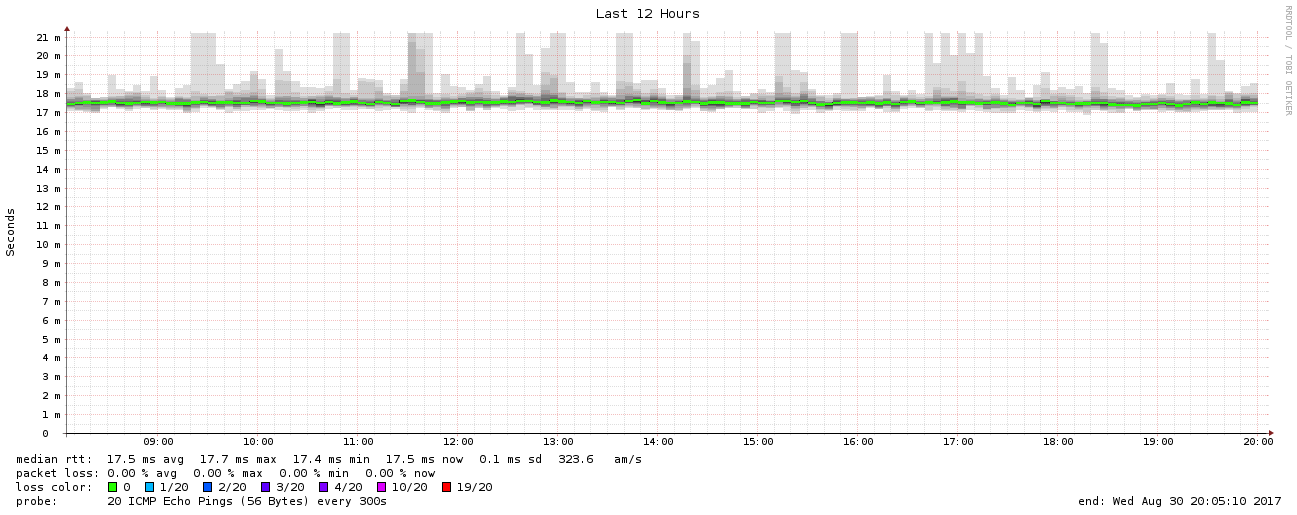 Last 12 Hours
RRDTOOL / TOBI OETIKER
21 m
20 m
19 m
18 m
17 m
16 m
15 m
14 m
13 m
12 m
11 m
10 m
9 m
8 m
7 m
6 m
5 m
4 m
3 m
2 m
1 m
0
Seconds
09:00 10:00 11:00 12:00 13:00 14:00 15:00 16:00 17:00 18:00 19:00 20:00
median rtt: 17.5 ms avg 17.7 ms max 17.4 ms min 17.5 ms now 0.1 ms sd 323.6 am/s
packet loss: 0.00 % avg 0.00 % max 0.00 % min 0.00 % now
loss color: 0 1/20 2/20 3/20 4/20 10/20 19/20
probe: 20 ICMP Echo Pings (56 Bytes) every 300s end: Wed Aug 30 20:05:10 2017